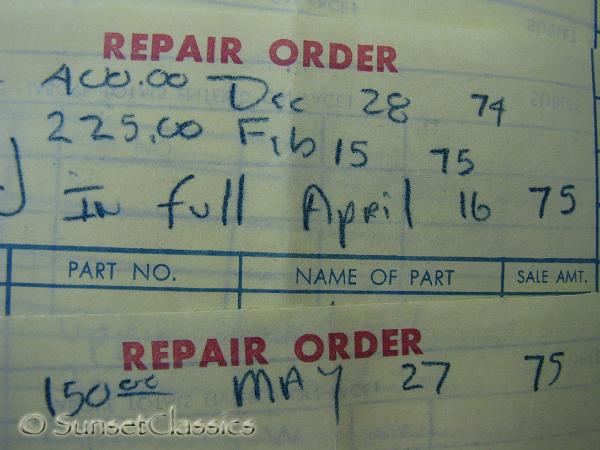 REPAIR ORDER
400.00 Dec 28 74
225.00 Feb 15 75
In full April 16 75
PART NO. NAME OF PART SALE AMT.
REPAIR ORDER
150.00 MAY 27 75
© SunsetClassics